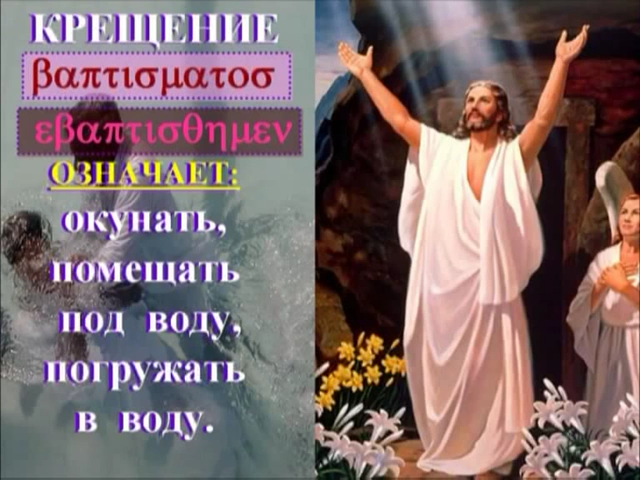 КРЕЩЕНИЕ
βαπτισματοσ
εβαπτισθημεν
ОЗНАЧАЕТ:
окунать,
помещать
под воду,
погружать
в воду.